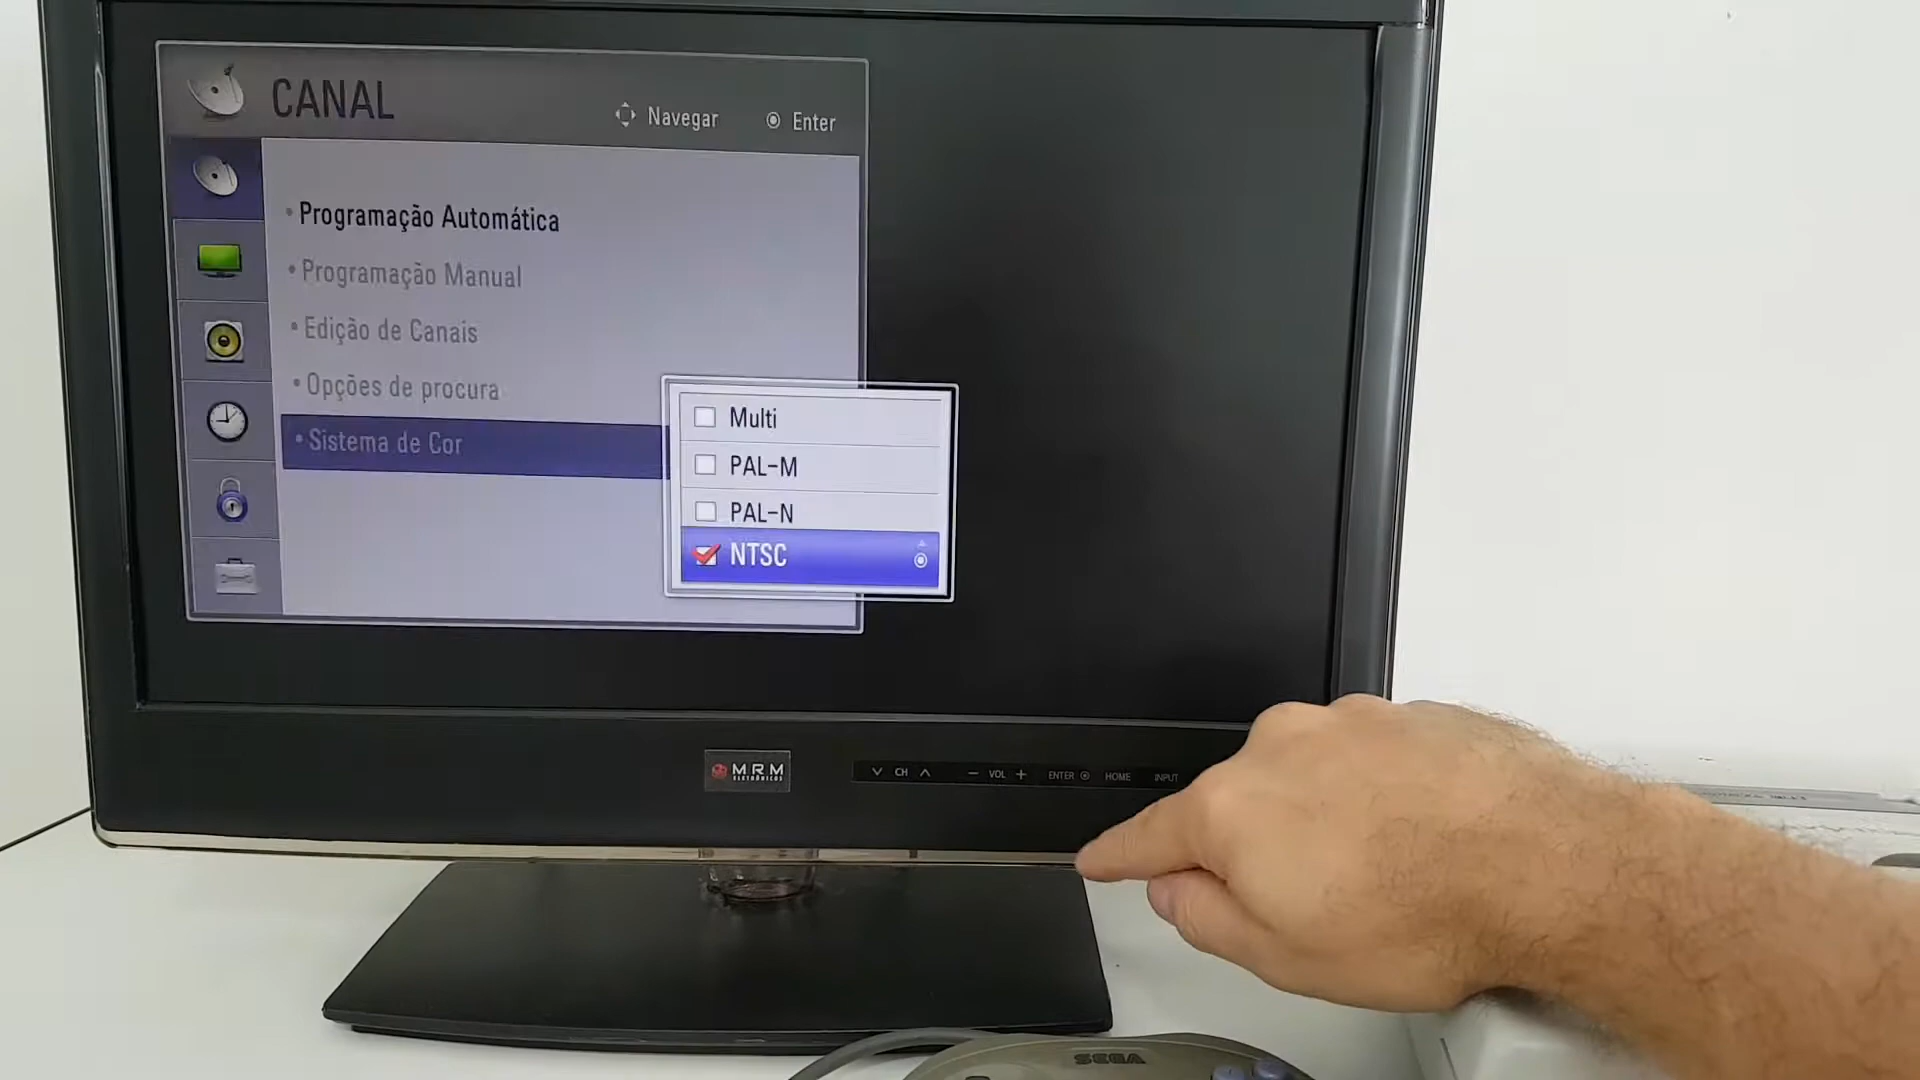 CANAL
Navegar
Enter
Programação Automática
Programação Manual
Edição de Canais
Opções de procura
Sistema de Cor
Multi
PAL-M
PAL-N
NTSC
MRM
ELETRÔNICOS
CH
VOL
ENTER
HOME
INPUT
SEGA